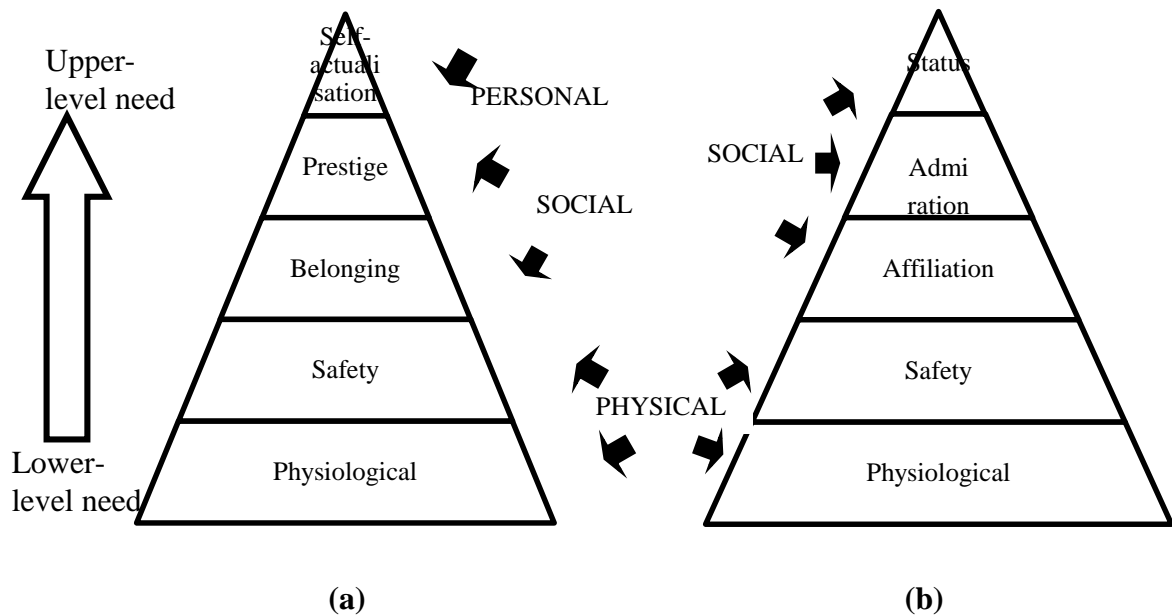 Upper-
level need
Lower-
level need
Self-
actuali
sation
Prestige
Belonging
Safety
Physiological
PERSONAL
SOCIAL
PHYSICAL
SOCIAL
Status
Admi
ration
Affiliation
Safety
Physiological
(a)
(b)